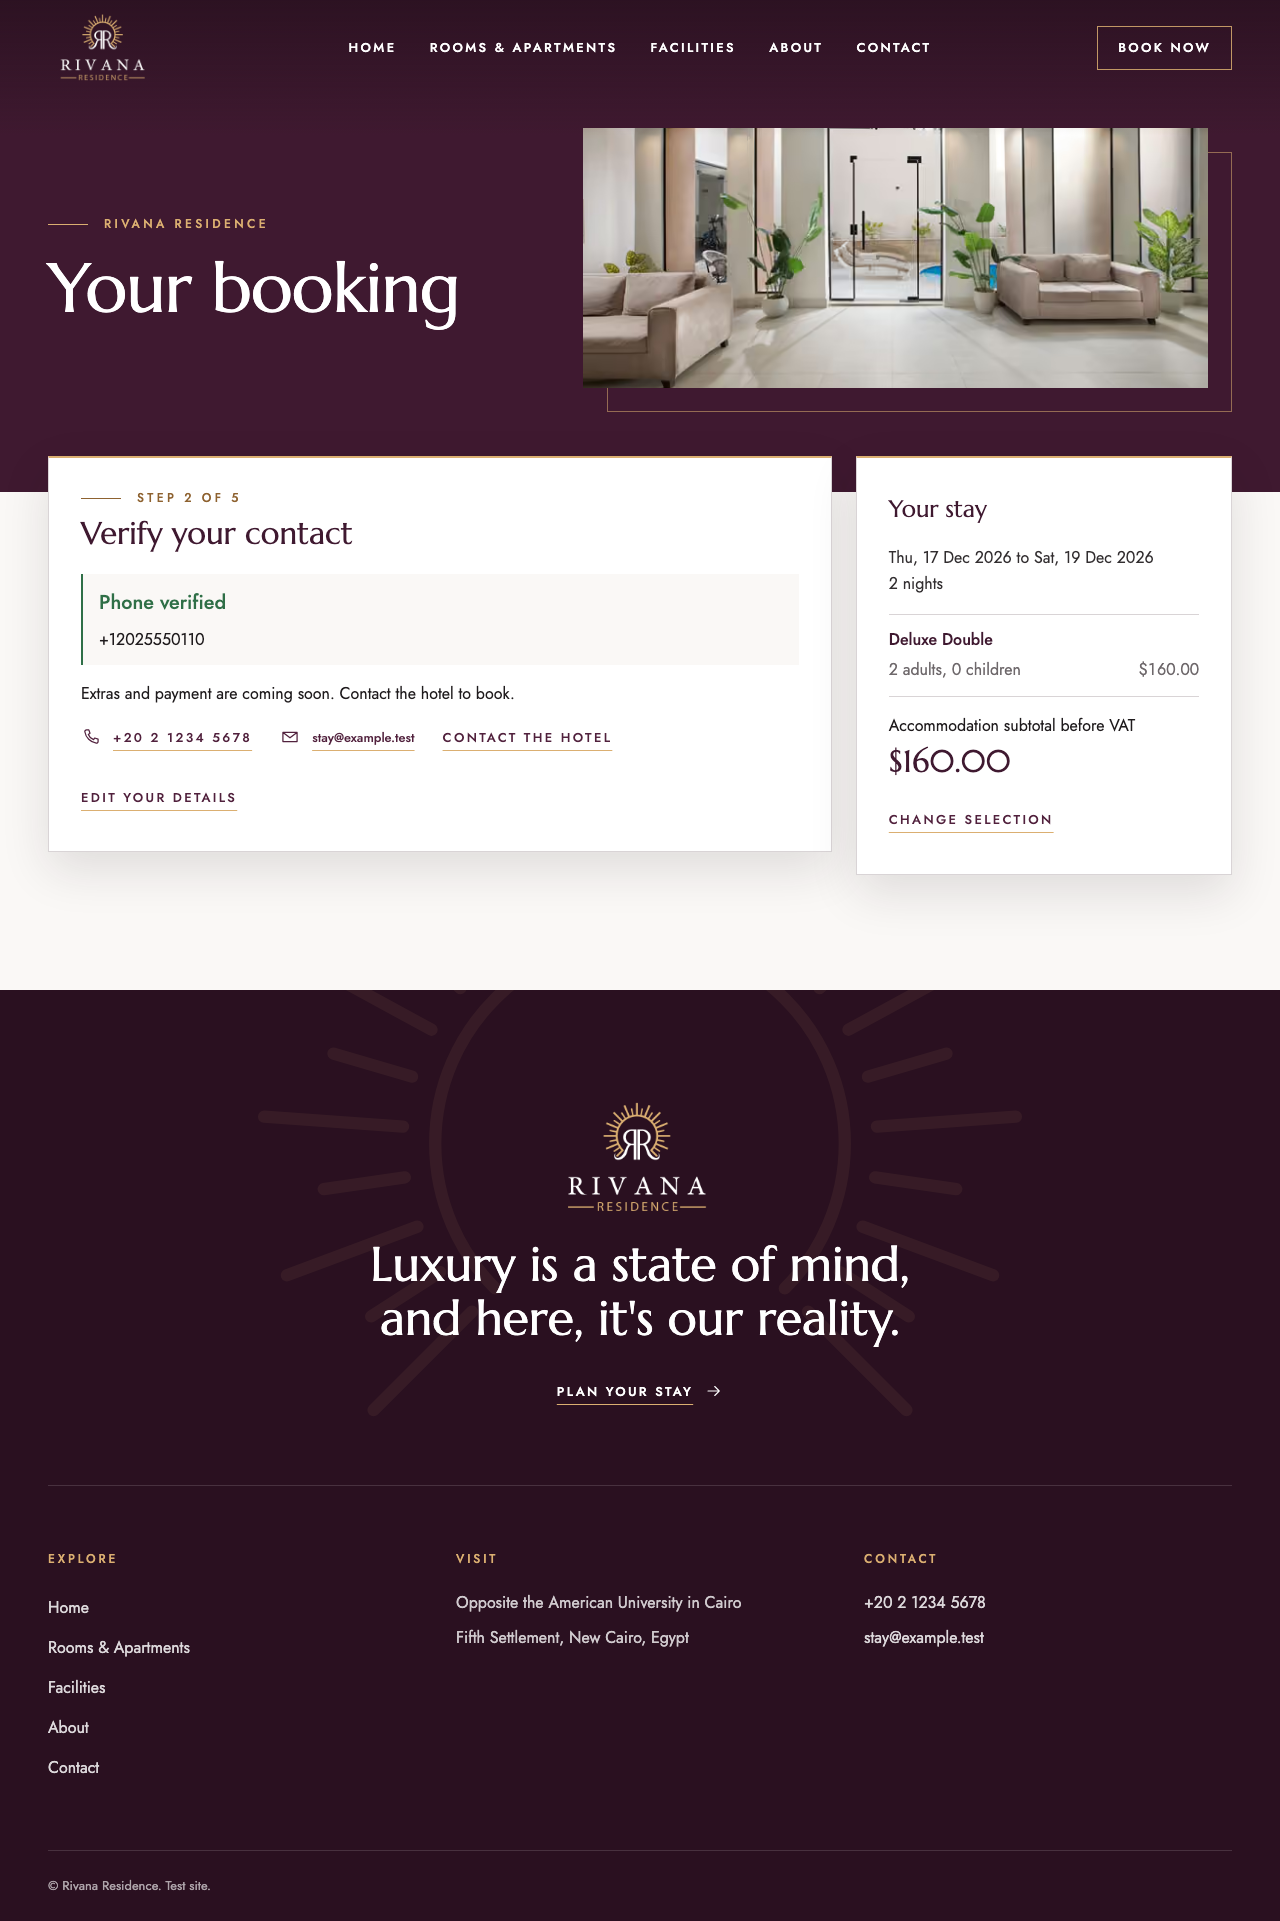 RIVANA
RESIDENCE
HOME
ROOMS & APARTMENTS
FACILITIES
ABOUT
CONTACT
BOOK NOW
RIVANA RESIDENCE
Your booking
STEP 2 OF 5
Verify your contact
Phone verified
+12025550110
Extras and payment are coming soon. Contact the hotel to book.
+20 2 1234 5678
stay@example.test
CONTACT THE HOTEL
EDIT YOUR DETAILS
Your stay
Thu, 17 Dec 2026 to Sat, 19 Dec 2026
2 nights
Deluxe Double
2 adults, 0 children
$160.00
Accommodation subtotal before VAT
$160.00
CHANGE SELECTION
RIVANA
RESIDENCE
Luxury is a state of mind,
and here, it's our reality.
PLAN YOUR STAY
EXPLORE
Home
Rooms & Apartments
Facilities
About
Contact
VISIT
Opposite the American University in Cairo
Fifth Settlement, New Cairo, Egypt
CONTACT
+20 2 1234 5678
stay@example.test
© Rivana Residence. Test site.